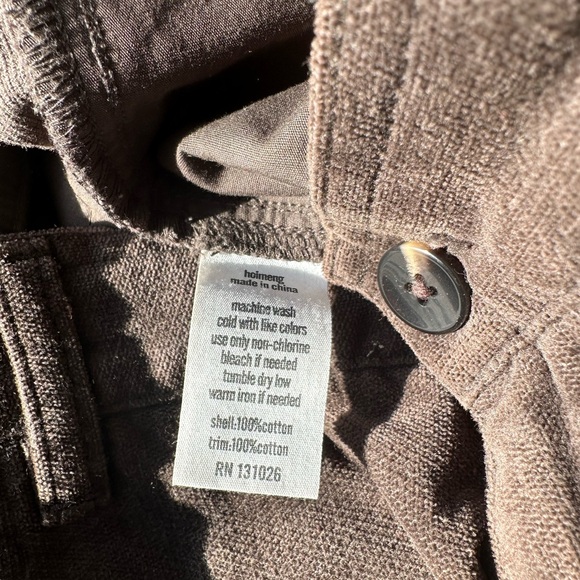 hoimeng
made in china
machine wash
cold with like colors
use only non-chlorine
bleach if needed
tumble dry low
warm iron if needed
shell:100%cotton
trim:100%cotton
RN 131026